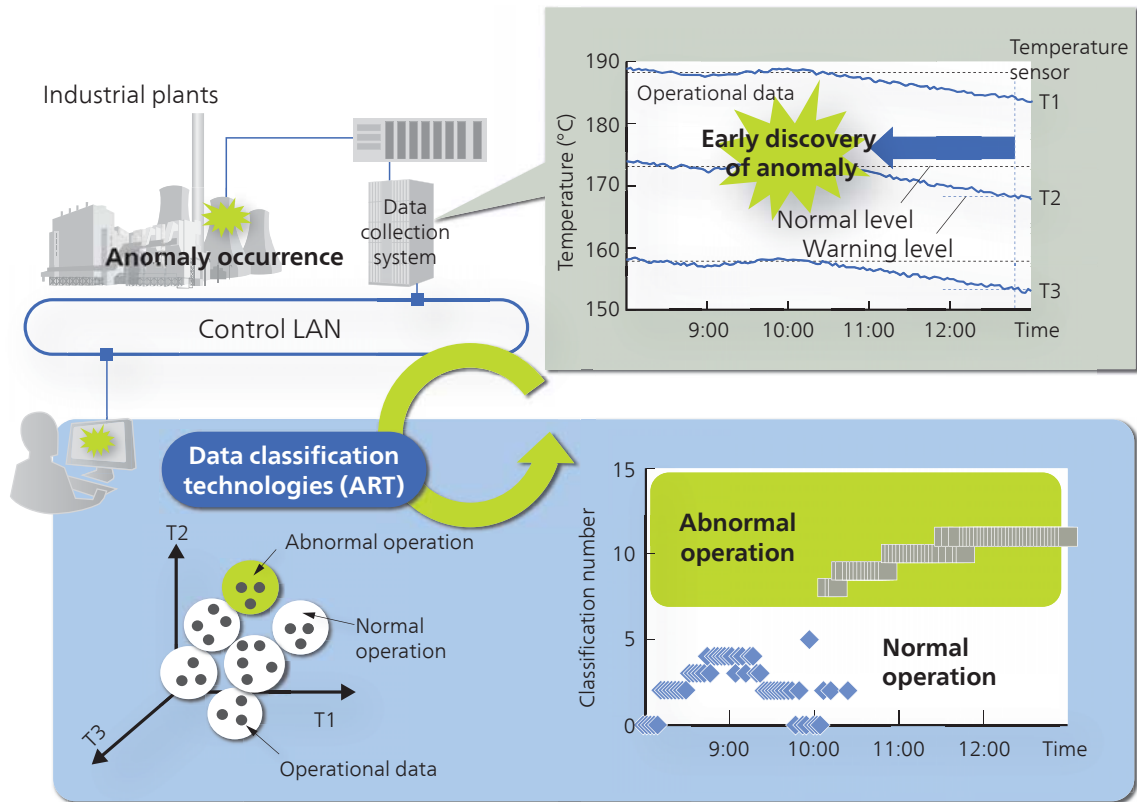 Industrial plants
Anomaly occurrence
Data
collection
system
Control LAN
Temperature
sensor
Temperature (°C)
190
180
170
160
150
Operational data
Early discovery
of anomaly
Normal level
Warning level
T1
T2
T3
9:00
10:00
11:00
12:00
Time
Data classification
technologies (ART)
T2
T1
T3
Abnormal operation
Normal
operation
Operational data
Classification number
15
10
5
0
Abnormal
operation
Normal
operation
9:00
10:00
11:00
12:00
Time